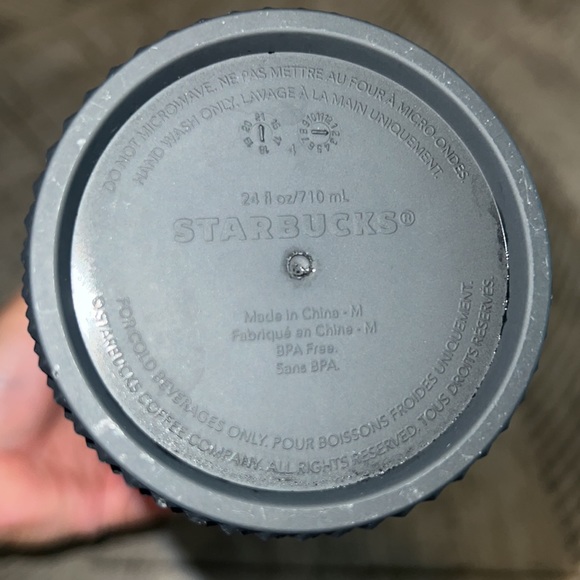 DO NOT MICROWAVE. NE PAS METTRE AU FOUR À MICRO-ONDES
HAND WASH ONLY. LAVAGE À LA MAIN UNIQUEMENT.
24 fl oz/710 mL
STARBUCKS®
Made in China - M
Fabriqué en Chine - M
BPA Free.
Sans BPA.
FOR COLD BEVERAGES ONLY. POUR BOISSONS FROIDES UNIQUEMENT.
©STARBUCKS COFFEE COMPANY. ALL RIGHTS RESERVED. TOUS DROITS RÉSERVÉS.